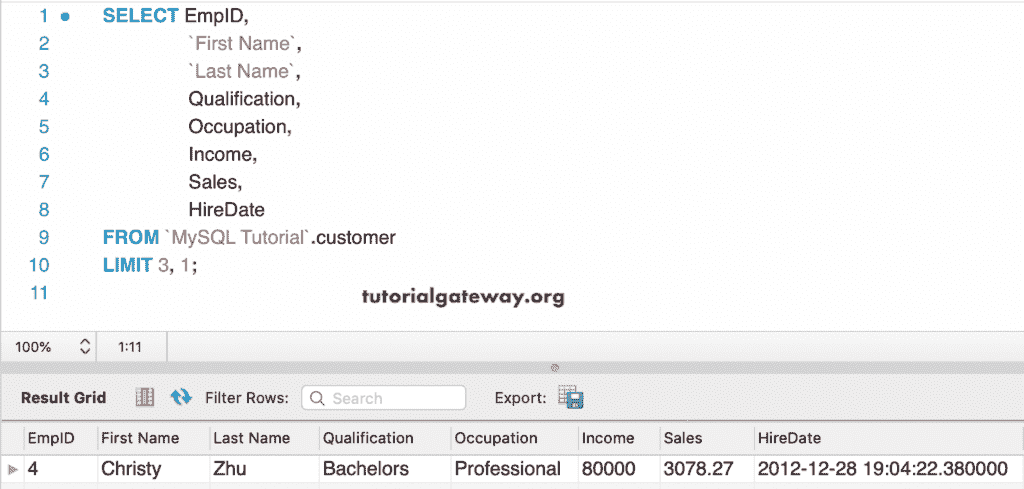 1 SELECT EmpID,
2 `First Name`,
3 `Last Name`,
4 Qualification,
5 Occupation,
6 Income,
7 Sales,
8 HireDate
9 FROM `MySQL Tutorial`.customer
10 LIMIT 3, 1;
11
tutorialgateway.org
100% 1:11
Result Grid Filter Rows: Search Export:
EmpID First Name Last Name Qualification Occupation Income Sales HireDate
4 Christy Zhu Bachelors Professional 80000 3078.27 2012-12-28 19:04:22.380000